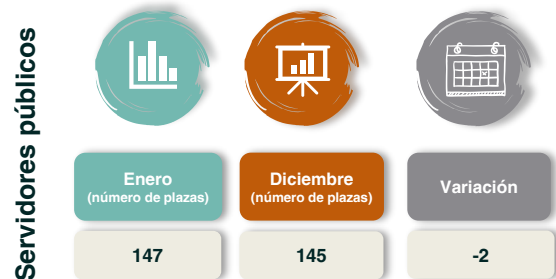 Servidores públicos
Enero
(número de plazas)
Diciembre
(número de plazas)
Variación
147
145
-2